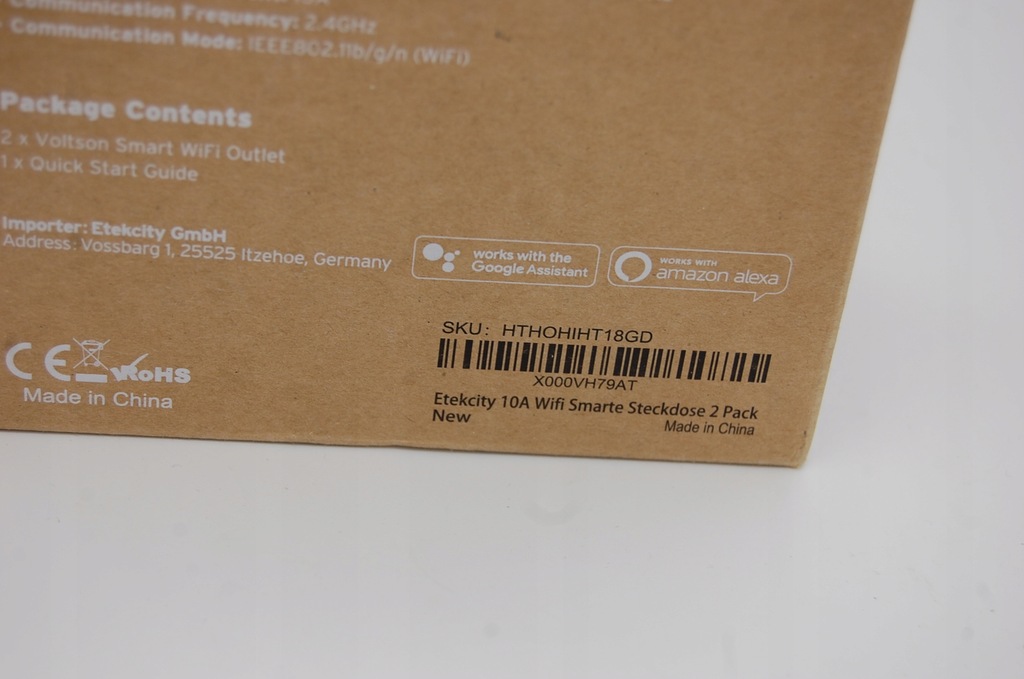 Communication Frequency: 2.4GHz
Communication Mode: IEEE802.11b/g/n (WiFi)
Package Contents
2 x Voltson Smart WiFi Outlet
1 x Quick Start Guide
Importer: Etekcity GmbH
Address: Vossbarg 1, 25525 Itzehoe, Germany
works with the
Google Assistant
WORKS WITH
amazon alexa
SKU: HTHOHIHT18GD
X000VH79AT
Etekcity 10A Wifi Smarte Steckdose 2 Pack
New
Made in China
CE RoHS
Made in China